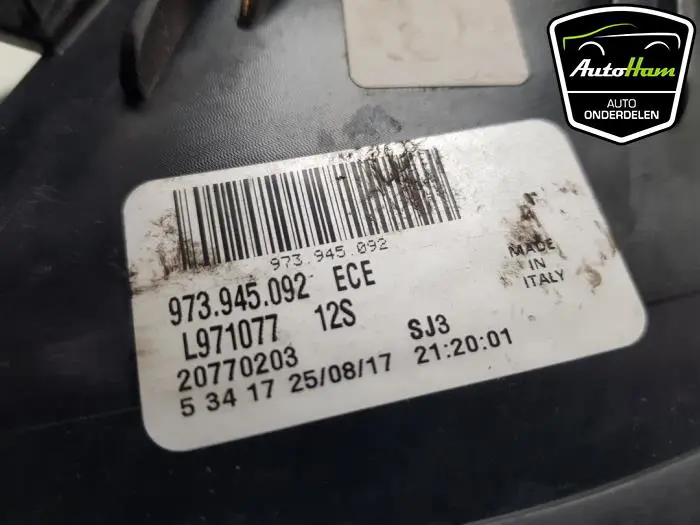 AutoHam
AUTO
ONDERDELEN
973.945.092
973.945.092 ECE
L971077 12S
20770203 SJ3
5 34 17 25/08/17 21:20:01
MADE
IN
ITALY